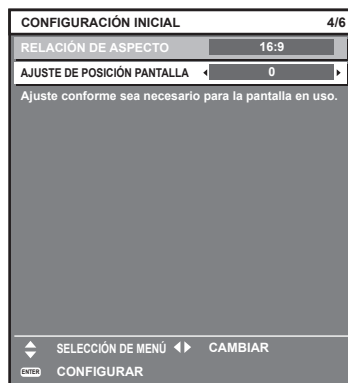 CONFIGURACIÓN INICIAL 4/6
RELACIÓN DE ASPECTO 16:9
AJUSTE DE POSICIÓN PANTALLA 0
Ajuste conforme sea necesario para la pantalla en uso.
SELECCIÓN DE MENÚ CAMBIAR
ENTER CONFIGURAR